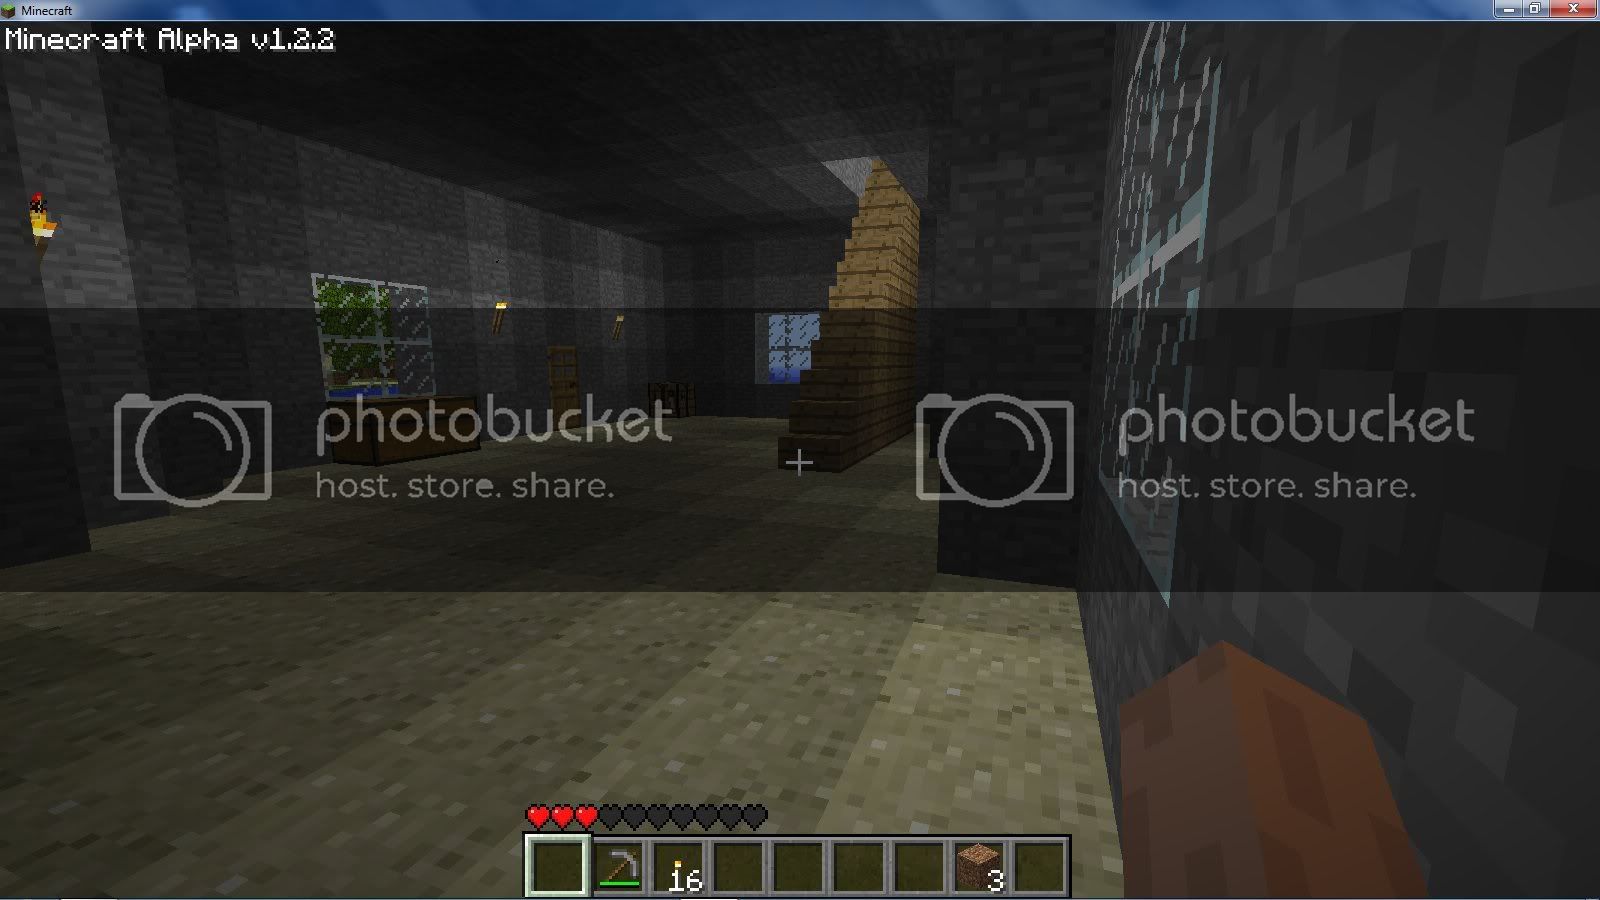 Minecraft
Minecraft Alpha v1.2.2
photobucket photobucket
host. store. share. host. store. share.
16 3